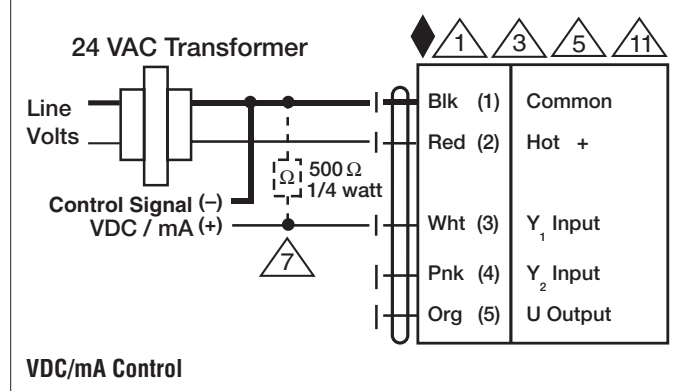 24 VAC Transformer
1 3 5 11
Line
Volts
Blk (1) Common
Red (2) Hot +
Ω 500 Ω
1/4 watt
Control Signal (–)
VDC / mA (+)
Wht (3) Y1 Input
7
Pnk (4) Y2 Input
Org (5) U Output
VDC/mA Control